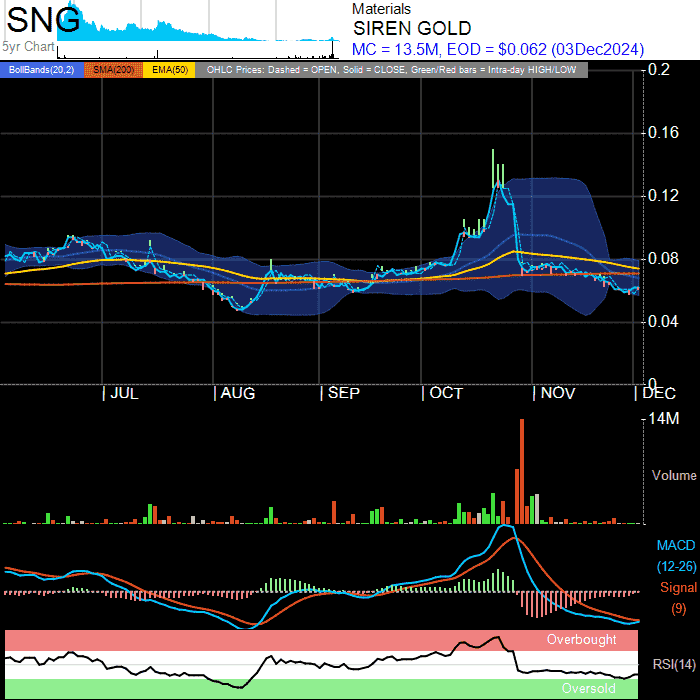 SNG
5yr Chart
Materials
SIREN GOLD
MC = 13.5M, EOD = $0.062 (03Dec2024)
BollBands(20,2) SMA(200) EMA(50) OHLC Prices: Dashed = OPEN, Solid = CLOSE, Green/Red bars = Intra-day HIGH/LOW
0.2
0.16
0.12
0.08
0.04
0
JUL AUG SEP OCT NOV DEC
14M
Volume
MACD
(12-26)
Signal
(9)
Overbought
RSI(14)
Oversold